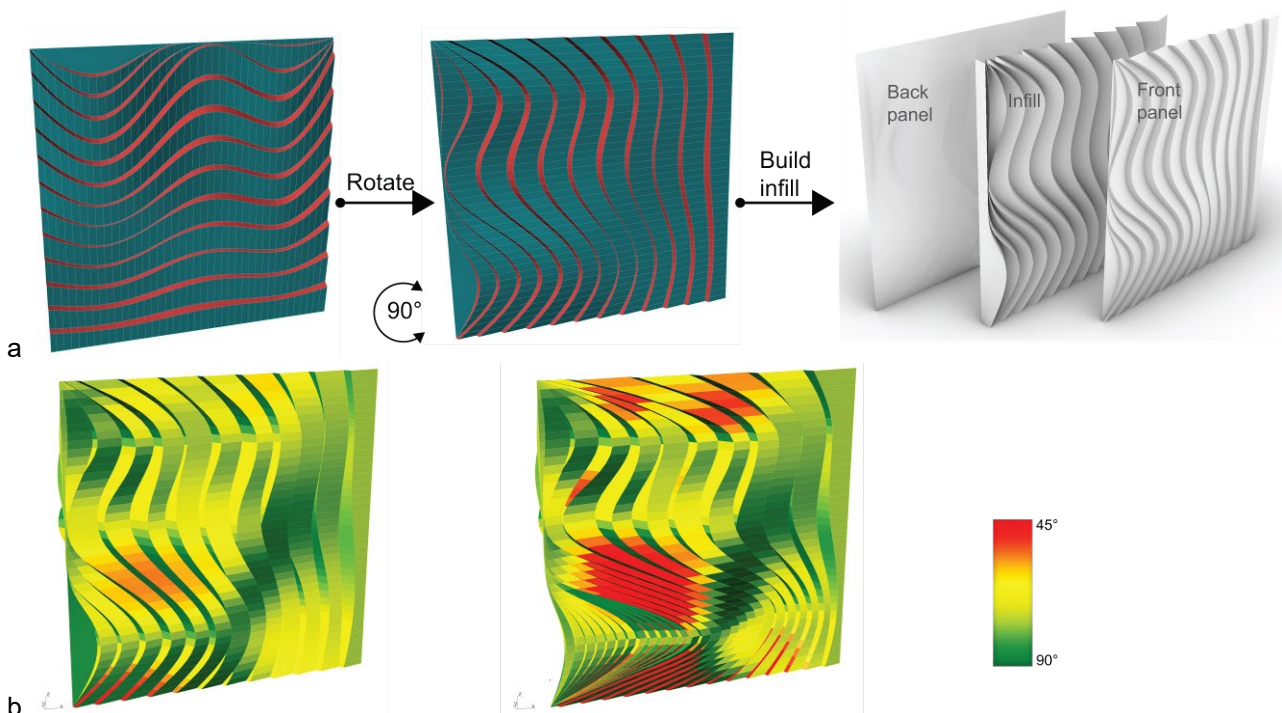 Rotate
90°
Build
infill
Back
panel
Infill
Front
panel
a
45°
90°
b
z
y
x
z
y
x